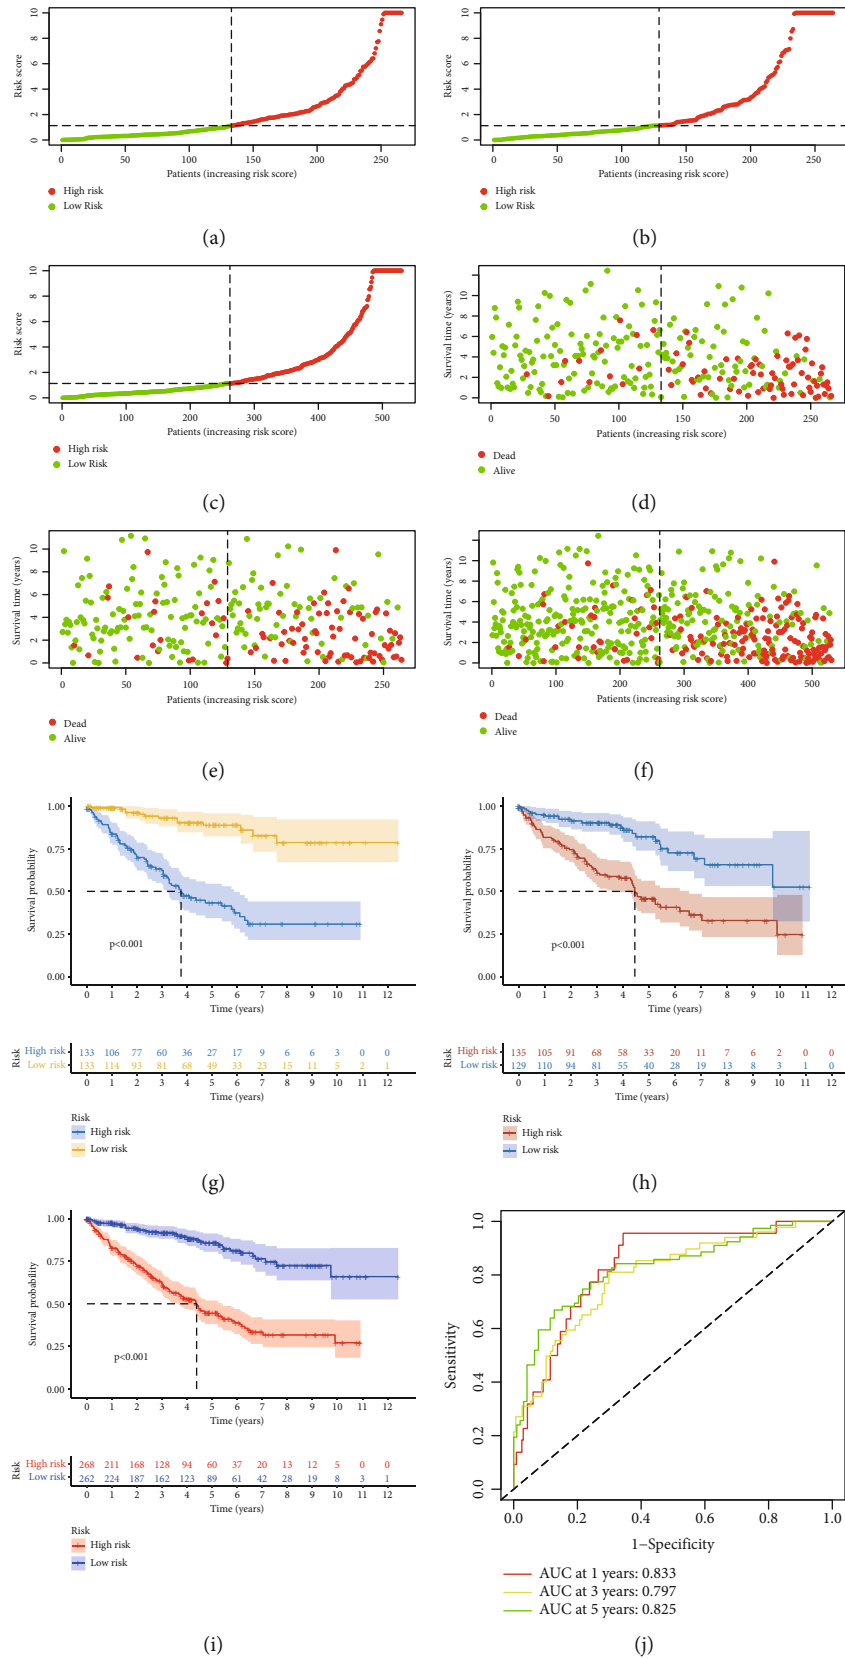 10
8
6
4
2
0
Risk score
0 50 100 150 200 250
Patients (increasing risk score)
High risk
Low Risk
(a)
10
8
6
4
2
0
Risk score
0 50 100 150 200 250
Patients (increasing risk score)
High risk
Low Risk
(b)
10
8
6
4
2
0
Risk score
0 100 200 300 400 500
Patients (increasing risk score)
High risk
Low Risk
(c)
10
8
6
4
2
0
Survival time (years)
0 50 100 150 200 250
Patients (increasing risk score)
Dead
Alive
(d)
10
8
6
4
2
0
Survival time (years)
0 50 100 150 200 250
Patients (increasing risk score)
Dead
Alive
(e)
10
8
6
4
2
0
Survival time (years)
0 100 200 300 400 500
Patients (increasing risk score)
Dead
Alive
(f)
1.00
0.75
0.50
0.25
0.00
Survival probability
p<0.001
0 1 2 3 4 5 6 7 8 9 10 11 12
Time (years)
Risk
High risk 133 106 77 60 36 27 17 9 6 6 3 0 0
Low risk 133 114 93 81 68 49 33 23 15 11 5 2 1
0 1 2 3 4 5 6 7 8 9 10 11 12
Time (years)
Risk
High risk
Low risk
(g)
1.00
0.75
0.50
0.25
0.00
Survival probability
p<0.001
0 1 2 3 4 5 6 7 8 9 10 11 12
Time (years)
Risk
High risk 135 105 91 68 58 33 20 11 7 6 2 0 0
Low risk 129 110 94 81 55 40 28 19 13 8 3 1 0
0 1 2 3 4 5 6 7 8 9 10 11 12
Time (years)
Risk
High risk
Low risk
(h)
1.00
0.75
0.50
0.25
0.00
Survival probability
p<0.001
0 1 2 3 4 5 6 7 8 9 10 11 12
Time (years)
Risk
High risk 268 211 168 128 94 60 37 20 13 12 5 0 0
Low risk 262 224 187 162 123 89 61 42 28 19 8 3 1
0 1 2 3 4 5 6 7 8 9 10 11 12
Time (years)
Risk
High risk
Low risk
(i)
1.0
0.8
0.6
0.4
0.2
0.0
Sensitivity
0.0 0.2 0.4 0.6 0.8 1.0
1−Specificity
AUC at 1 years: 0.833
AUC at 3 years: 0.797
AUC at 5 years: 0.825
(j)